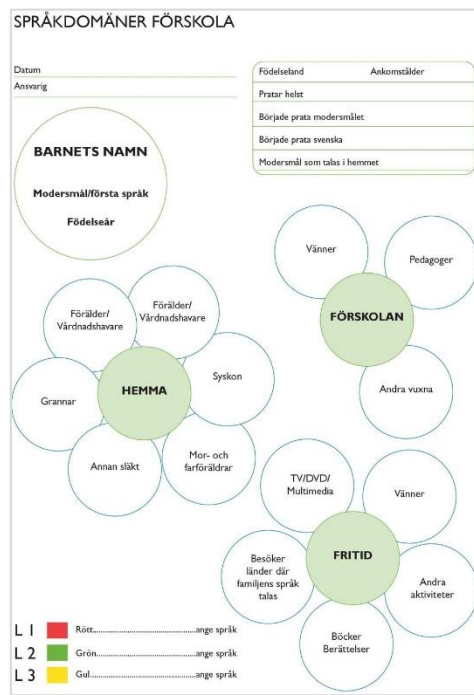 SPRÅKDOMÄNER FÖRSKOLA
Datum
Ansvarig
Födelseland Ankomstålder
Pratar helst
Började prata modersmålet
Började prata svenska
Modersmål som talas i hemmet
BARNETS NAMN
Modersmål/första språk
Födelseår
Vänner
Pedagoger
FÖRSKOLAN
Andra vuxna
Förälder/
Vårdnadshavare
Förälder/
Vårdnadshavare
HEMMA
Syskon
Grannar
Annan släkt
Mor- och
farföräldrar
TV/DVD/
Multimedia
Vänner
FRITID
Besöker
länder där
familjens språk
talas
Andra
aktiviteter
Böcker
Berättelser
L 1 Rött........................................ange språk
L 2 Grön........................................ange språk
L 3 Gul........................................ange språk